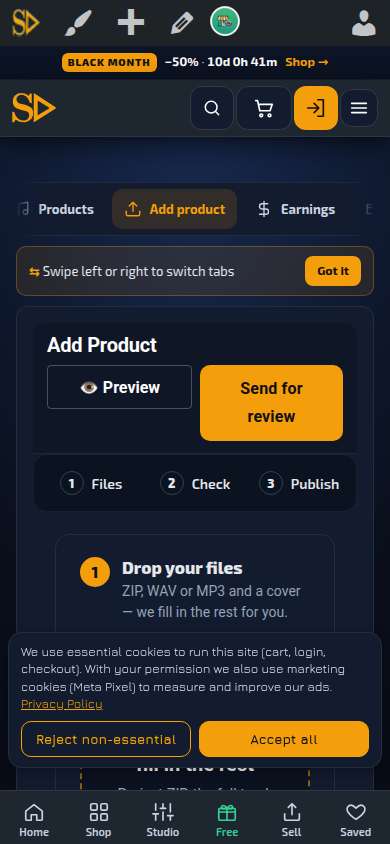 BLACK MONTH −50% · 10d 0h 41m Shop →
SD
Products Add product $ Earnings
⇆ Swipe left or right to switch tabs Got it
Add Product
👁 Preview Send for
review
1 Files 2 Check 3 Publish
1 Drop your files
ZIP, WAV or MP3 and a cover
— we fill in the rest for you.
We use essential cookies to run this site (cart, login,
checkout). With your permission we also use marketing
cookies (Meta Pixel) to measure and improve our ads.
Privacy Policy
Reject non-essential Accept all
Home Shop Studio Free Sell Saved